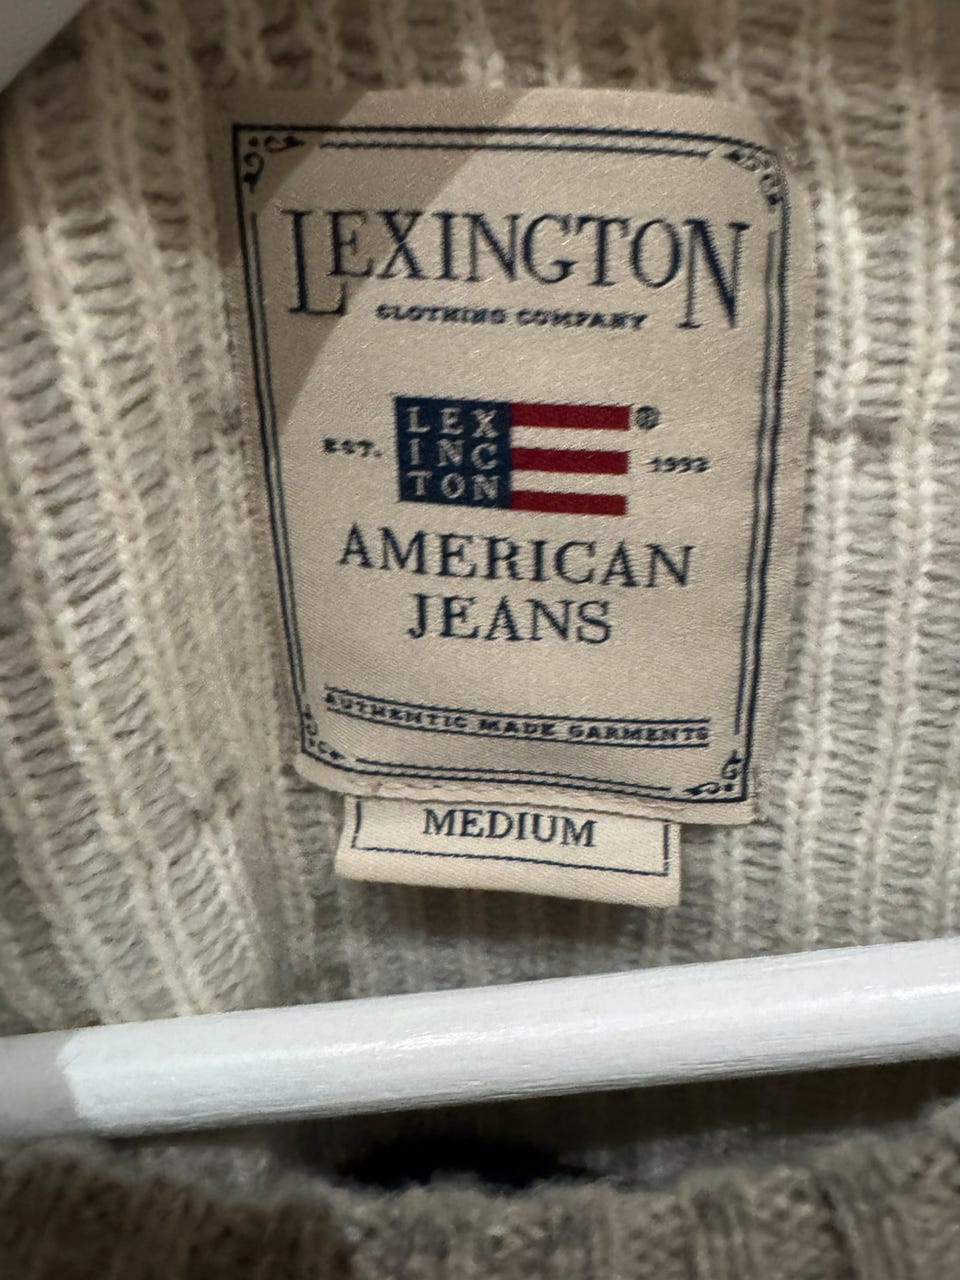 LEXINGTON
CLOTHING COMPANY
LEX
EST. INC 1993
TON
®
AMERICAN
JEANS
AUTHENTIC MADE GARMENTS
MEDIUM